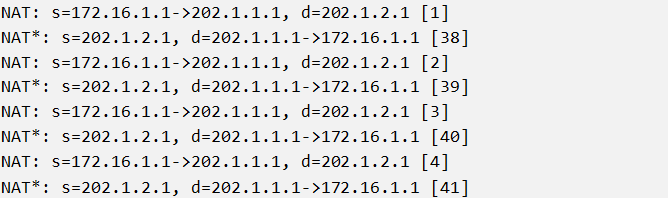 NAT: s=172.16.1.1->202.1.1.1, d=202.1.2.1 [1]
NAT*: s=202.1.2.1, d=202.1.1.1->172.16.1.1 [38]
NAT: s=172.16.1.1->202.1.1.1, d=202.1.2.1 [2]
NAT*: s=202.1.2.1, d=202.1.1.1->172.16.1.1 [39]
NAT: s=172.16.1.1->202.1.1.1, d=202.1.2.1 [3]
NAT*: s=202.1.2.1, d=202.1.1.1->172.16.1.1 [40]
NAT: s=172.16.1.1->202.1.1.1, d=202.1.2.1 [4]
NAT*: s=202.1.2.1, d=202.1.1.1->172.16.1.1 [41]